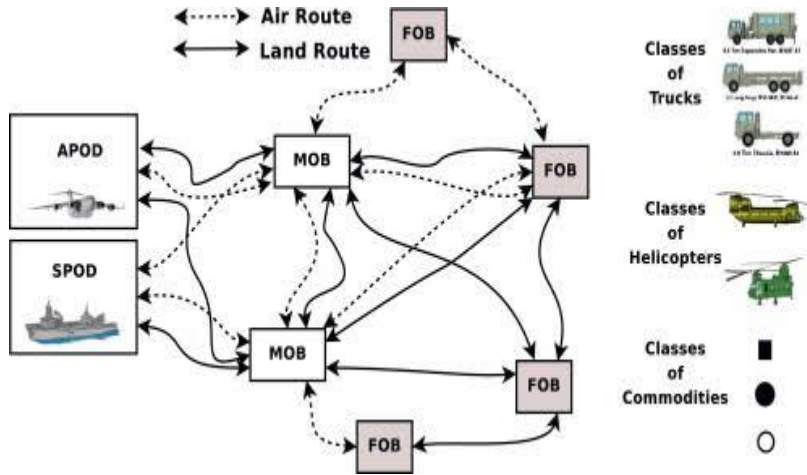 Air Route
Land Route
FOB
Classes
of
Trucks
APOD
MOB
FOB
SPOD
Classes
of
Helicopters
MOB
FOB
Classes
of
Commodities
FOB